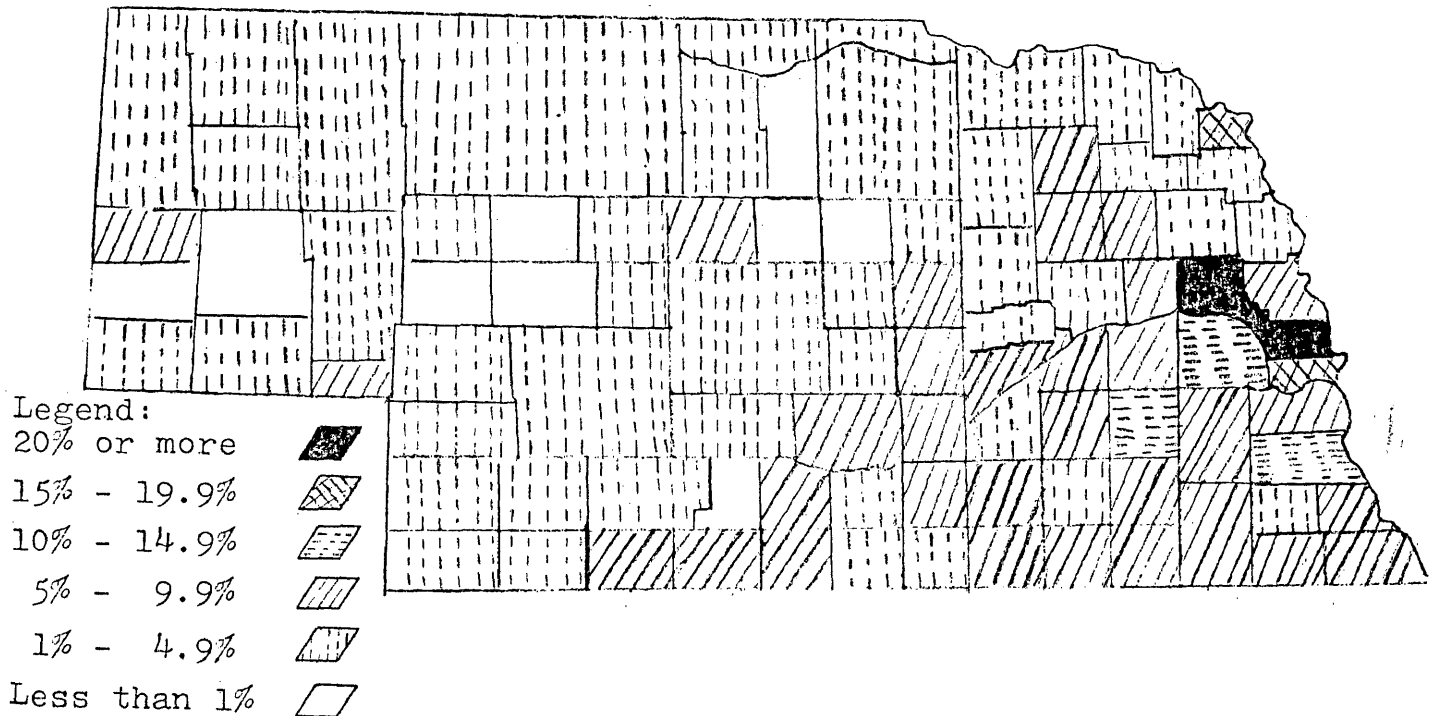 Legend:
20% or more
15% - 19.9%
10% - 14.9%
5% - 9.9%
1% - 4.9%
Less than 1%